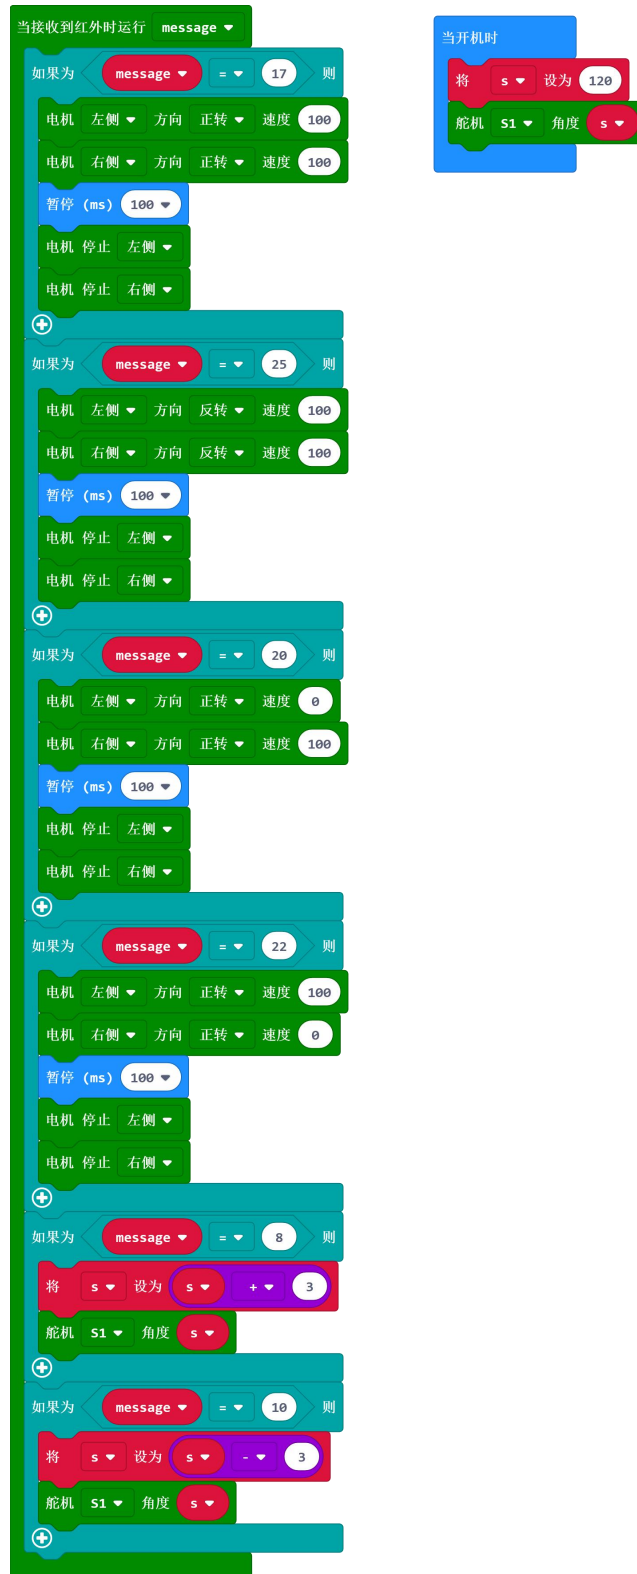 当接收到红外时运行 message
如果为 message = 17 则
电机 左侧 方向 正转 速度 100
电机 右侧 方向 正转 速度 100
暂停 (ms) 100
电机 停止 左侧
电机 停止 右侧
如果为 message = 25 则
电机 左侧 方向 反转 速度 100
电机 右侧 方向 反转 速度 100
暂停 (ms) 100
电机 停止 左侧
电机 停止 右侧
如果为 message = 20 则
电机 左侧 方向 正转 速度 0
电机 右侧 方向 正转 速度 100
暂停 (ms) 100
电机 停止 左侧
电机 停止 右侧
如果为 message = 22 则
电机 左侧 方向 正转 速度 100
电机 右侧 方向 正转 速度 0
暂停 (ms) 100
电机 停止 左侧
电机 停止 右侧
如果为 message = 8 则
将 s 设为 s + 3
舵机 S1 角度 s
如果为 message = 10 则
将 s 设为 s - 3
舵机 S1 角度 s
当开机时
将 s 设为 120
舵机 S1 角度 s